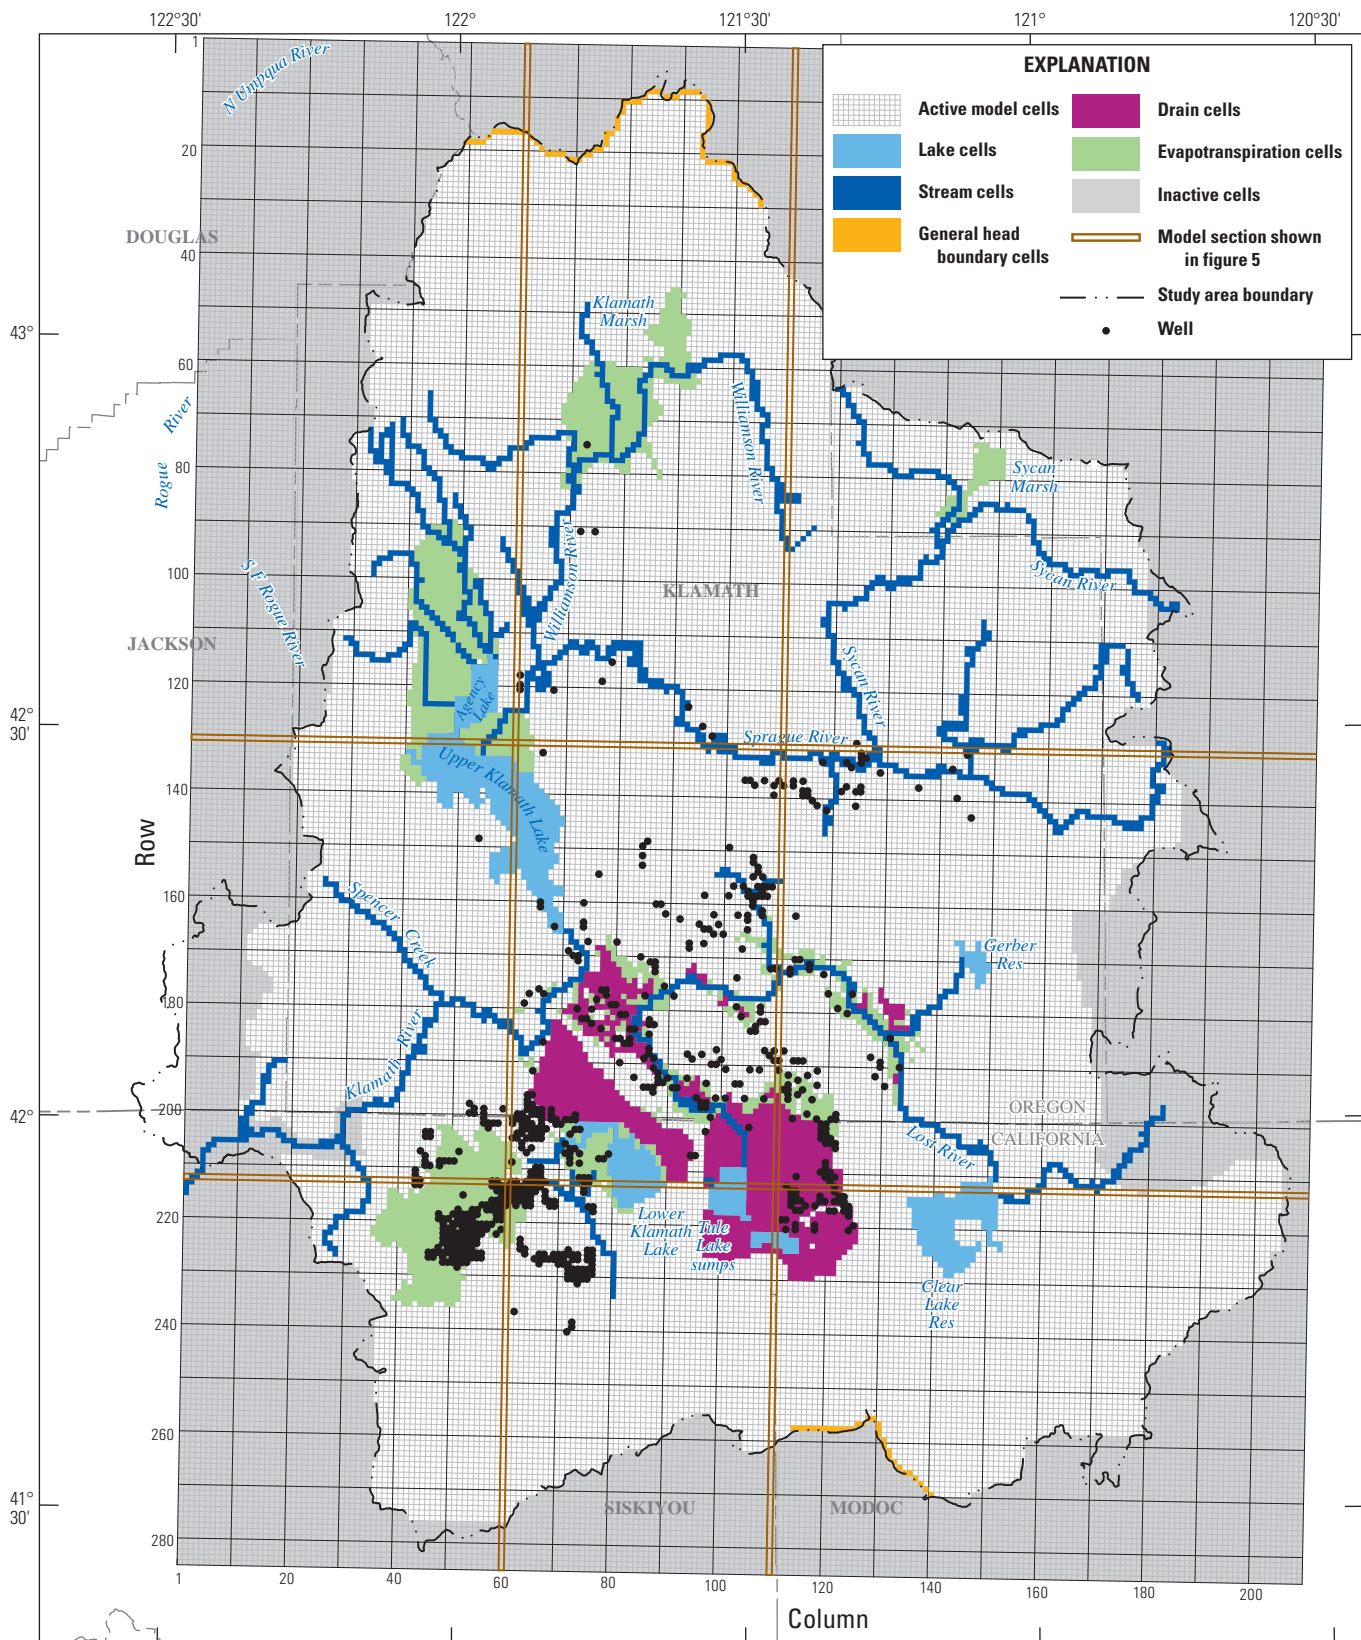 122°30'
122°
121°30'
121°
120°30'
EXPLANATION
Active model cells
Lake cells
Stream cells
General head
boundary cells
Drain cells
Evapotranspiration cells
Inactive cells
Model section shown
in figure 5
Study area boundary
Well
1
20
40
60
80
100
120
140
160
180
200
220
240
260
280
Row
43°
42°
30'
42°
41°
30'
N Umpqua River
DOUGLAS
Klamath
Marsh
River
Rogue
Williamson River
Sycan
Marsh
Sycan River
Williamson River
S F Rogue River
KLAMATH
JACKSON
Sycan River
Agency
Lake
Sprague River
Upper Klamath Lake
Spencer
Creek
Gerber
Res
Klamath River
OREGON
CALIFORNIA
Lost River
Lower
Klamath
Lake
Tule
Lake
sumps
Clear
Lake
Res
SISKIYOU
MODOC
1
20
40
60
80
100
120
140
160
180
200
Column